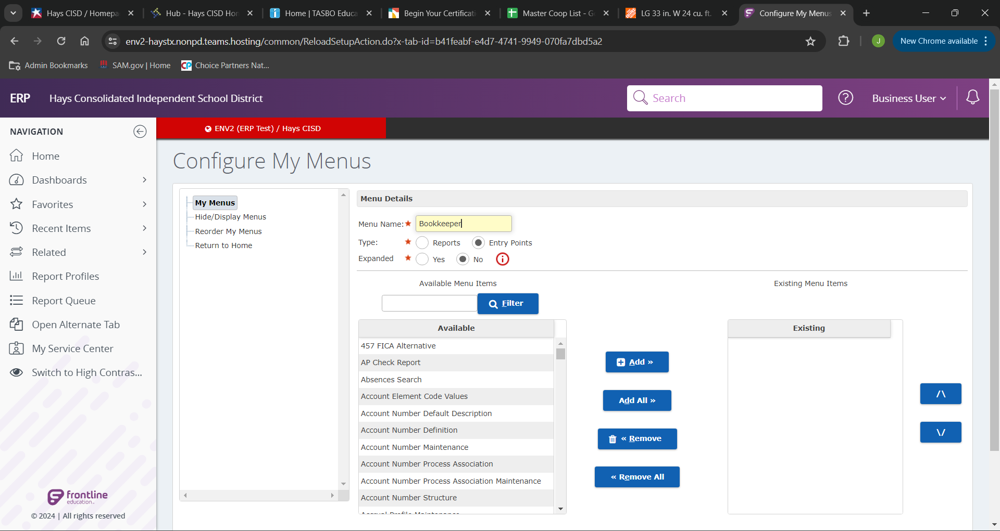 Hays CISD / Homepa
Hub - Hays CISD Hon
Home | TASBO Educa
Begin Your Certificati
Master Coop List - G
LG 33 in. W 24 cu. ft.
Configure My Menus
env2-haystx.nonpd.teams.hosting/common/ReloadSetupAction.do?x-tab-id=b41feabf-e4d7-4741-9949-070fa7dbd5a2
J
New Chrome available
Admin Bookmarks
SAM.gov | Home
CP Choice Partners Nat...
ERP
Hays Consolidated Independent School District
Search
?
Business User
NAVIGATION
ENV2 (ERP Test) / Hays CISD
Home
Dashboards
Favorites
Recent Items
Related
Report Profiles
Report Queue
Open Alternate Tab
My Service Center
Switch to High Contras...
frontline
education
© 2024 | All rights reserved
Configure My Menus
My Menus
Hide/Display Menus
Reorder My Menus
Return to Home
Menu Details
Menu Name: Bookkeeper
Type: Reports Entry Points
Expanded Yes No
Available Menu Items
Filter
Available
457 FICA Alternative
AP Check Report
Absences Search
Account Element Code Values
Account Number Default Description
Account Number Definition
Account Number Maintenance
Account Number Process Association
Account Number Process Association Maintenance
Account Number Structure
Accrual Profile Maintenance
Add »
Add All »
« Remove
« Remove All
Existing Menu Items
Existing
/\
\/